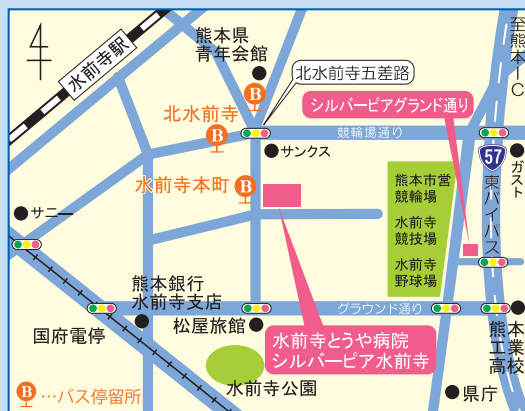 熊本県
青年会館
至熊本IC
水前寺駅
北水前寺五差路
B
シルバーピアグランド通り
北水前寺
B
競輪場通り
サンクス
57
ガスト
水前寺本町
B
熊本市営
競輪場
東バイパス
サニー
水前寺
競技場
水前寺
野球場
熊本銀行
水前寺支店
グラウンド通り
国府電停
松屋旅館
水前寺とうや病院
シルバーピア水前寺
熊本
工業
高校
水前寺公園
県庁
B
…バス停留所